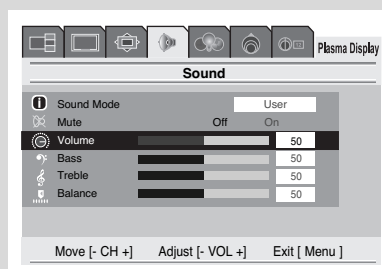 Plasma Display
Sound
Sound Mode User
Mute Off On
Volume 50
Bass 50
Treble 50
Balance 50
Move [- CH +] Adjust [- VOL +] Exit [ Menu ]